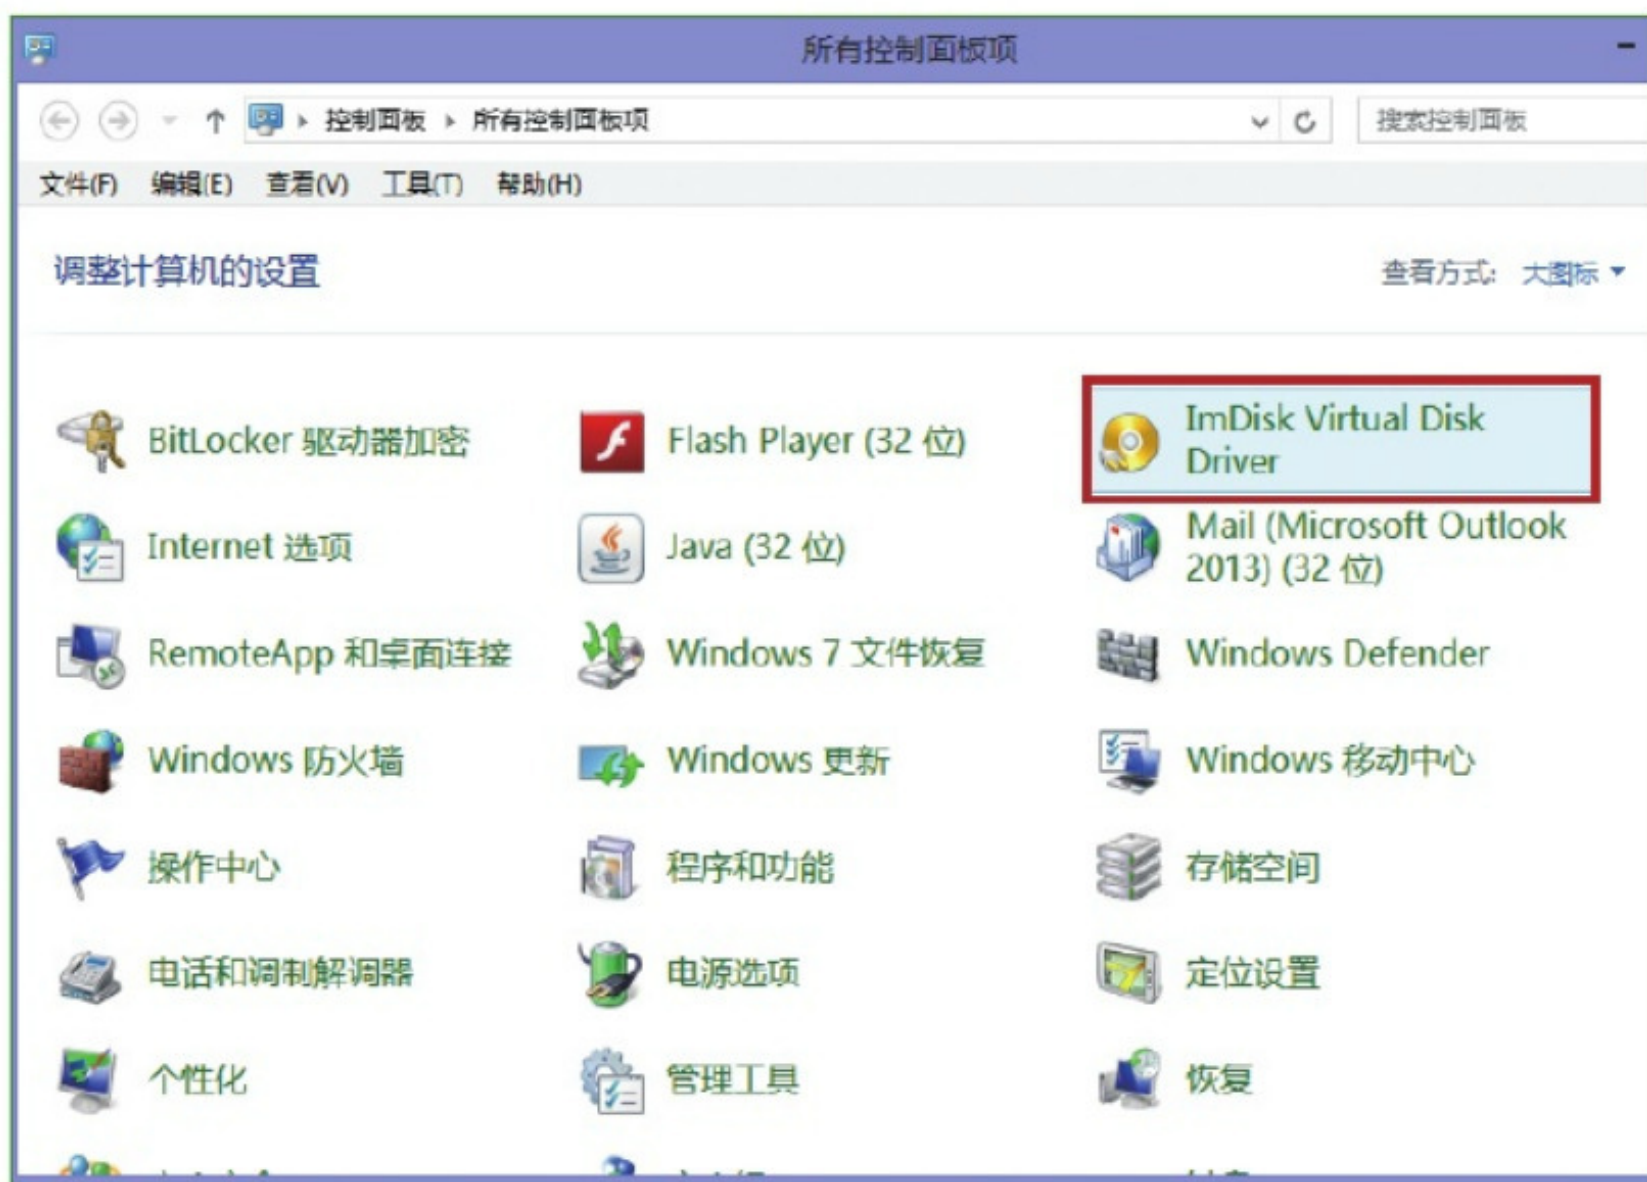 所有控制面板项
控制面板 所有控制面板项
搜索控制面板
文件(F) 编辑(E) 查看(V) 工具(T) 帮助(H)
调整计算机的设置
查看方式: 大图标
BitLocker 驱动器加密
Flash Player (32 位)
ImDisk Virtual Disk
Driver
Internet 选项
Java (32 位)
Mail (Microsoft Outlook
2013) (32 位)
RemoteApp 和桌面连接
Windows 7 文件恢复
Windows Defender
Windows 防火墙
Windows 更新
Windows 移动中心
操作中心
程序和功能
存储空间
电话和调制解调器
电源选项
定位设置
个性化
管理工具
恢复